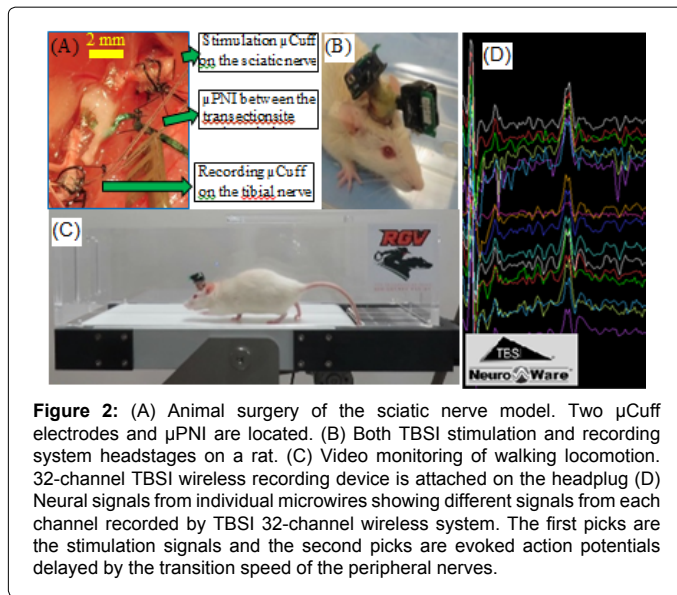 (A)
2 mm
Stimulation µCuff
on the sciatic nerve
µPNI between the
transectionsite
Recording µCuff
on the tibial nerve
(B)
(D)
(C)
RGV
TBSI
NeuroWare
Figure 2: (A) Animal surgery of the sciatic nerve model. Two µCuff
electrodes and µPNI are located. (B) Both TBSI stimulation and recording
system headstages on a rat. (C) Video monitoring of walking locomotion.
32-channel TBSI wireless recording device is attached on the headplug (D)
Neural signals from individual microwires showing different signals from each
channel recorded by TBSI 32-channel wireless system. The first picks are
the stimulation signals and the second picks are evoked action potentials
delayed by the transition speed of the peripheral nerves.